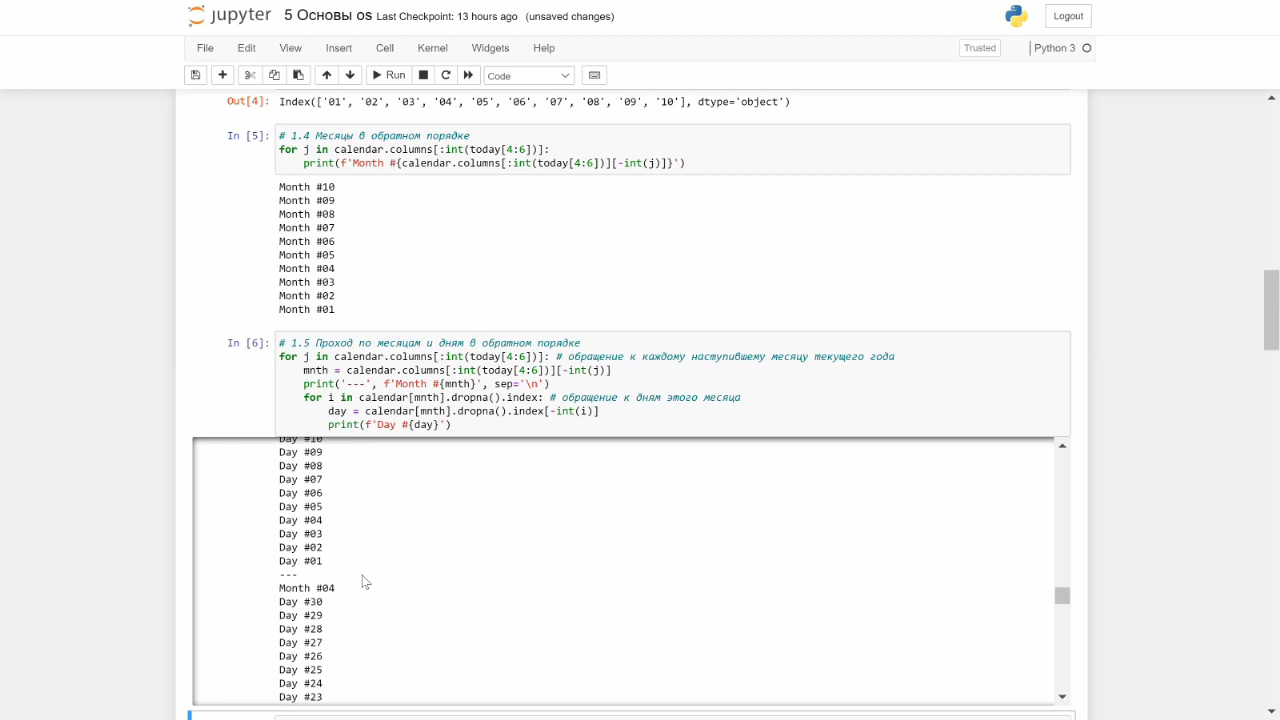 jupyter 5 Основы os Last Checkpoint: 13 hours ago (unsaved changes) Logout
File Edit View Insert Cell Kernel Widgets Help Trusted Python 3
Run Code
Out[4]: Index(['01', '02', '03', '04', '05', '06', '07', '08', '09', '10'], dtype='object')
In [5]: # 1.4 Месяцы в обратном порядке
for j in calendar.columns[:int(today[4:6])]:
print(f'Month #{calendar.columns[:int(today[4:6])][-int(j)]}')
Month #10
Month #09
Month #08
Month #07
Month #06
Month #05
Month #04
Month #03
Month #02
Month #01
In [6]: # 1.5 Проход по месяцам и дням в обратном порядке
for j in calendar.columns[:int(today[4:6])]: # обращение к каждому наступившему месяцу текущего года
mnth = calendar.columns[:int(today[4:6])][-int(j)]
print('---', f'Month #{mnth}', sep='\n')
for i in calendar[mnth].dropna().index: # обращение к дням этого месяца
day = calendar[mnth].dropna().index[-int(i)]
print(f'Day #{day}')
Day #10
Day #09
Day #08
Day #07
Day #06
Day #05
Day #04
Day #03
Day #02
Day #01
---
Month #04
Day #30
Day #29
Day #28
Day #27
Day #26
Day #25
Day #24
Day #23